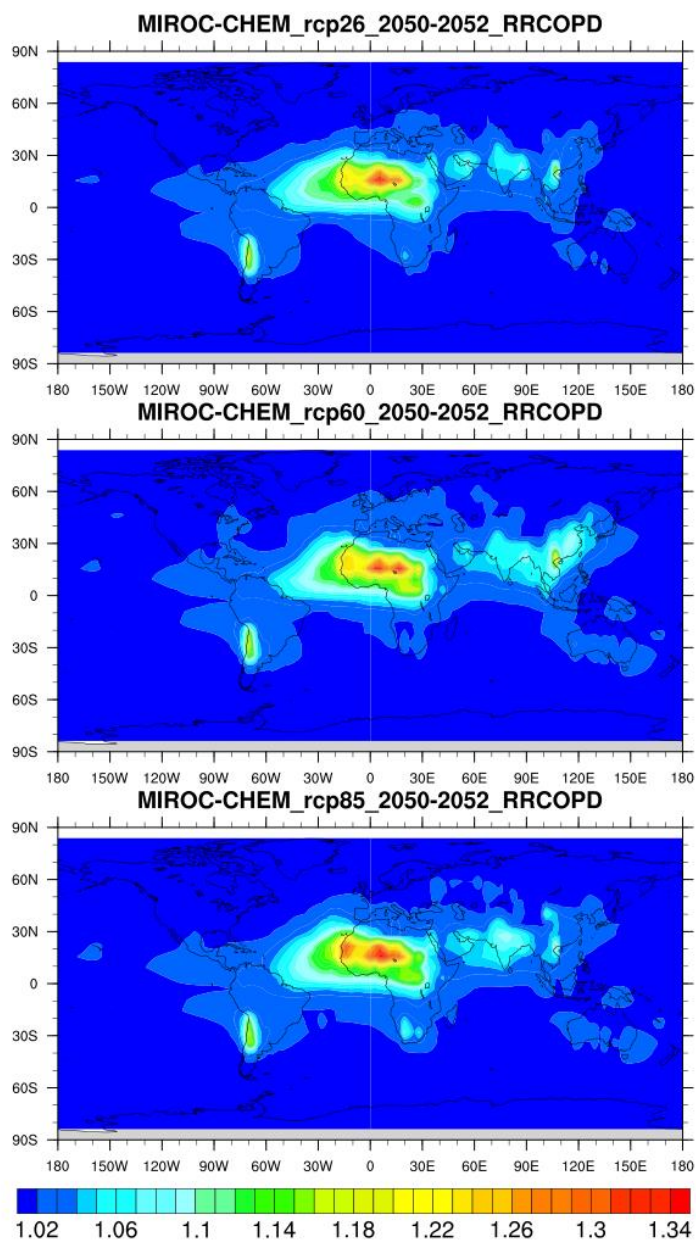 MIROC-CHEM_rcp26_2050-2052_RRCOPD
90N
60N
30N
0
30S
60S
90S
180 150W 120W 90W 60W 30W 0 30E 60E 90E 120E 150E 180
MIROC-CHEM_rcp60_2050-2052_RRCOPD
90N
60N
30N
0
30S
60S
90S
180 150W 120W 90W 60W 30W 0 30E 60E 90E 120E 150E 180
MIROC-CHEM_rcp85_2050-2052_RRCOPD
90N
60N
30N
0
30S
60S
90S
180 150W 120W 90W 60W 30W 0 30E 60E 90E 120E 150E 180
1.02 1.06 1.1 1.14 1.18 1.22 1.26 1.3 1.34